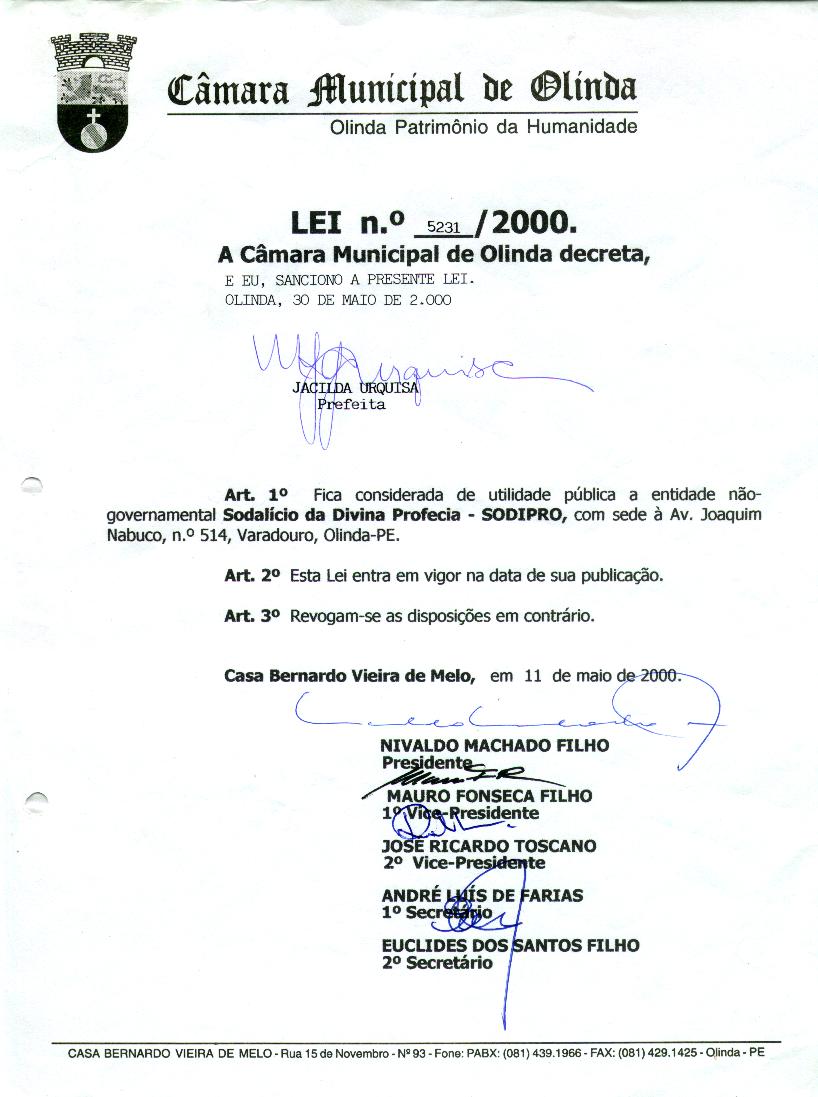 Câmara Municipal de Olinda
Olinda Patrimônio da Humanidade
LEI n.º 5231/2000.
A Câmara Municipal de Olinda decreta,
E EU, SANCIONO A PRESENTE LEI.
OLINDA, 30 DE MAIO DE 2.000
JACILDA URQUISA
Prefeita
Art. 1º Fica considerada de utilidade pública a entidade não-
governamental Sodalício da Divina Profecia - SODIPRO, com sede à Av. Joaquim
Nabuco, n.º 514, Varadouro, Olinda-PE.
Art. 2º Esta Lei entra em vigor na data de sua publicação.
Art. 3º Revogam-se as disposições em contrário.
Casa Bernardo Vieira de Melo, em 11 de maio de 2000.
NIVALDO MACHADO FILHO
Presidente
MAURO FONSECA FILHO
1º Vice-Presidente
JOSÉ RICARDO TOSCANO
2º Vice-Presidente
ANDRÉ LUÍS DE FARIAS
1º Secretário
EUCLIDES DOS SANTOS FILHO
2º Secretário
CASA BERNARDO VIEIRA DE MELO - Rua 15 de Novembro - Nº 93 - Fone: PABX: (081) 439.1966 - FAX: (081) 429.1425 - Olinda - PE